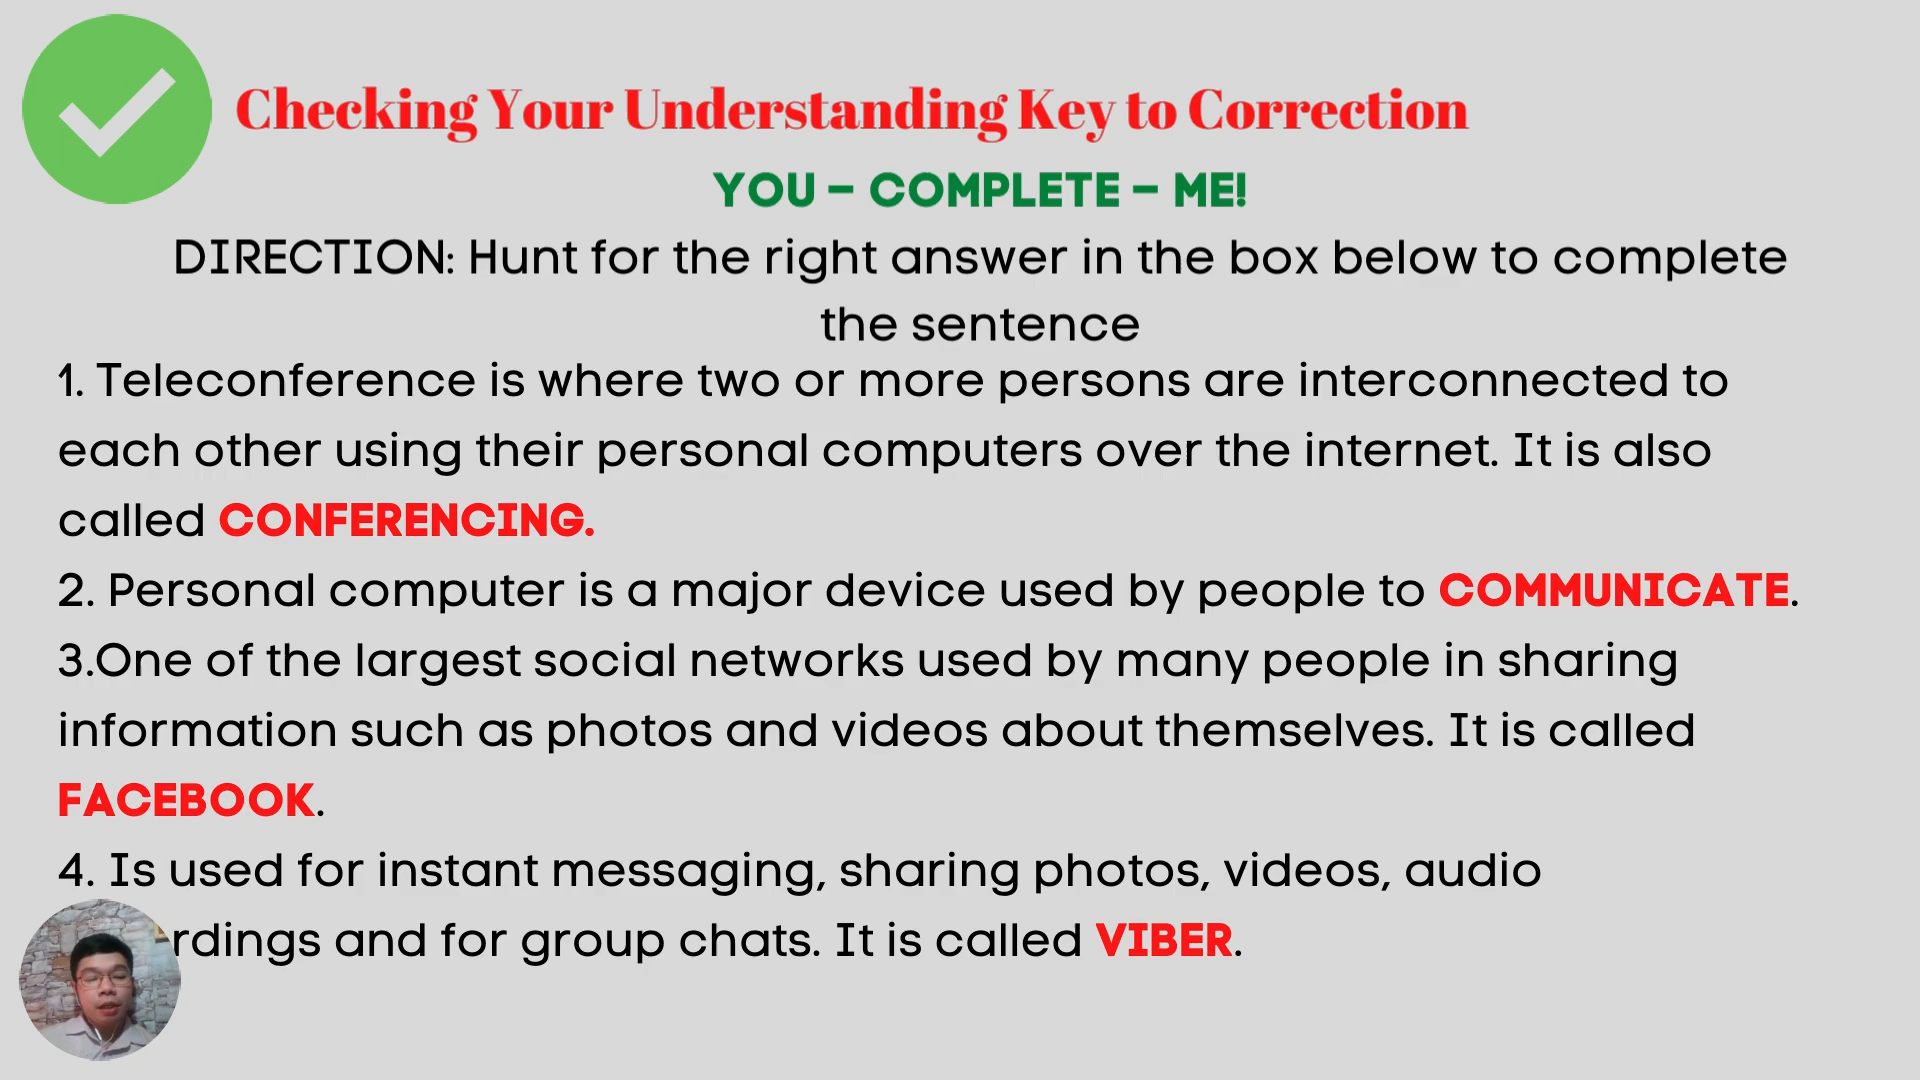 Checking Your Understanding Key to Correction
YOU – COMPLETE – ME!
DIRECTION: Hunt for the right answer in the box below to complete
the sentence
1. Teleconference is where two or more persons are interconnected to
each other using their personal computers over the internet. It is also
called CONFERENCING.
2. Personal computer is a major device used by people to COMMUNICATE.
3.One of the largest social networks used by many people in sharing
information such as photos and videos about themselves. It is called
FACEBOOK.
4. Is used for instant messaging, sharing photos, videos, audio
rdings and for group chats. It is called VIBER.